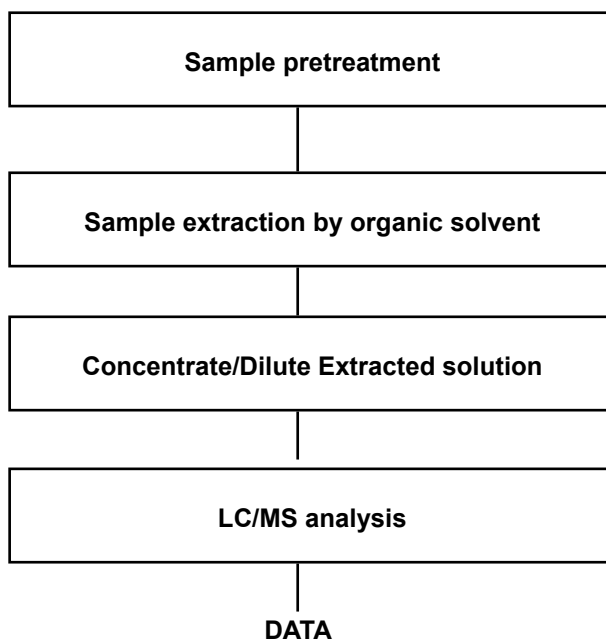 Sample pretreatment
Sample extraction by organic solvent
Concentrate/Dilute Extracted solution
LC/MS analysis
DATA